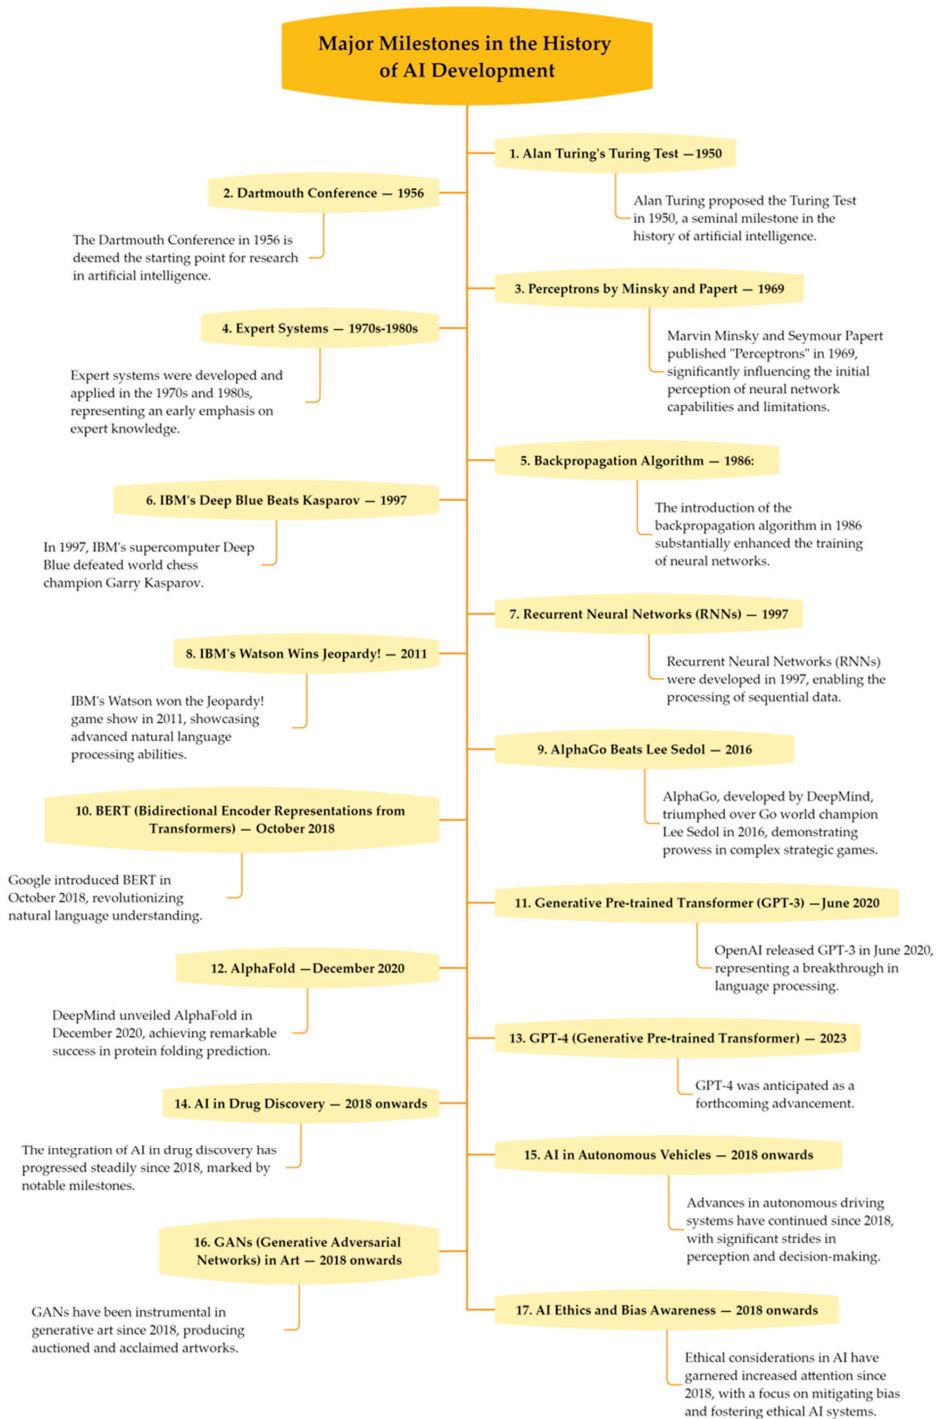 Major Milestones in the History
of AI Development
1. Alan Turing's Turing Test —1950
Alan Turing proposed the Turing Test
in 1950, a seminal milestone in the
history of artificial intelligence.
2. Dartmouth Conference — 1956
The Dartmouth Conference in 1956 is
deemed the starting point for research
in artificial intelligence.
3. Perceptrons by Minsky and Papert — 1969
Marvin Minsky and Seymour Papert
published "Perceptrons" in 1969,
significantly influencing the initial
perception of neural network
capabilities and limitations.
4. Expert Systems — 1970s-1980s
Expert systems were developed and
applied in the 1970s and 1980s,
representing an early emphasis on
expert knowledge.
5. Backpropagation Algorithm — 1986:
The introduction of the
backpropagation algorithm in 1986
substantially enhanced the training
of neural networks.
6. IBM's Deep Blue Beats Kasparov — 1997
In 1997, IBM's supercomputer Deep
Blue defeated world chess
champion Garry Kasparov.
7. Recurrent Neural Networks (RNNs) — 1997
Recurrent Neural Networks (RNNs)
were developed in 1997, enabling the
processing of sequential data.
8. IBM's Watson Wins Jeopardy! — 2011
IBM's Watson won the Jeopardy!
game show in 2011, showcasing
advanced natural language
processing abilities.
9. AlphaGo Beats Lee Sedol — 2016
AlphaGo, developed by DeepMind,
triumphed over Go world champion
Lee Sedol in 2016, demonstrating
prowess in complex strategic games.
10. BERT (Bidirectional Encoder Representations from
Transformers) — October 2018
Google introduced BERT in
October 2018, revolutionizing
natural language understanding.
11. Generative Pre-trained Transformer (GPT-3) —June 2020
OpenAI released GPT-3 in June 2020,
representing a breakthrough in
language processing.
12. AlphaFold —December 2020
DeepMind unveiled AlphaFold in
December 2020, achieving remarkable
success in protein folding prediction.
13. GPT-4 (Generative Pre-trained Transformer) — 2023
GPT-4 was anticipated as a
forthcoming advancement.
14. AI in Drug Discovery — 2018 onwards
The integration of AI in drug discovery has
progressed steadily since 2018, marked by
notable milestones.
15. AI in Autonomous Vehicles — 2018 onwards
Advances in autonomous driving
systems have continued since 2018,
with significant strides in
perception and decision-making.
16. GANs (Generative Adversarial
Networks) in Art — 2018 onwards
GANs have been instrumental in
generative art since 2018, producing
auctioned and acclaimed artworks.
17. AI Ethics and Bias Awareness — 2018 onwards
Ethical considerations in AI have
garnered increased attention since
2018, with a focus on mitigating bias
and fostering ethical AI systems.